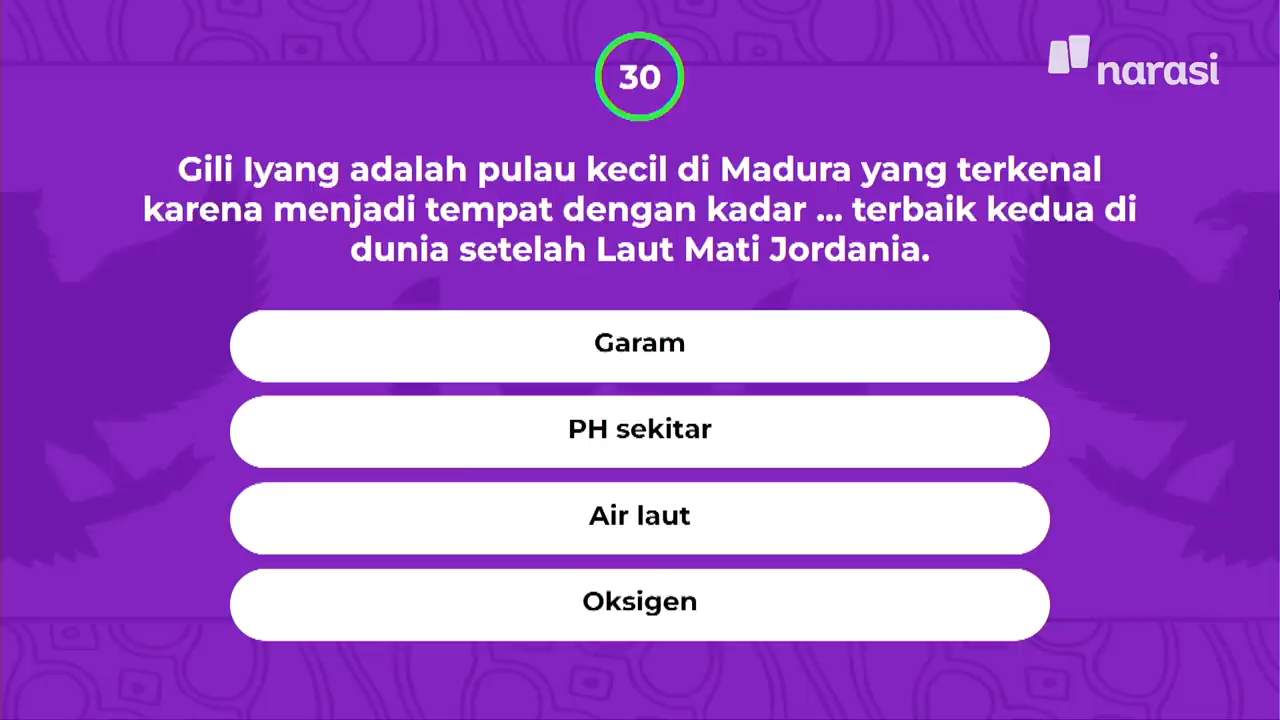 30
narasi
Gili Iyang adalah pulau kecil di Madura yang terkenal
karena menjadi tempat dengan kadar ... terbaik kedua di
dunia setelah Laut Mati Jordania.
Garam
PH sekitar
Air laut
Oksigen